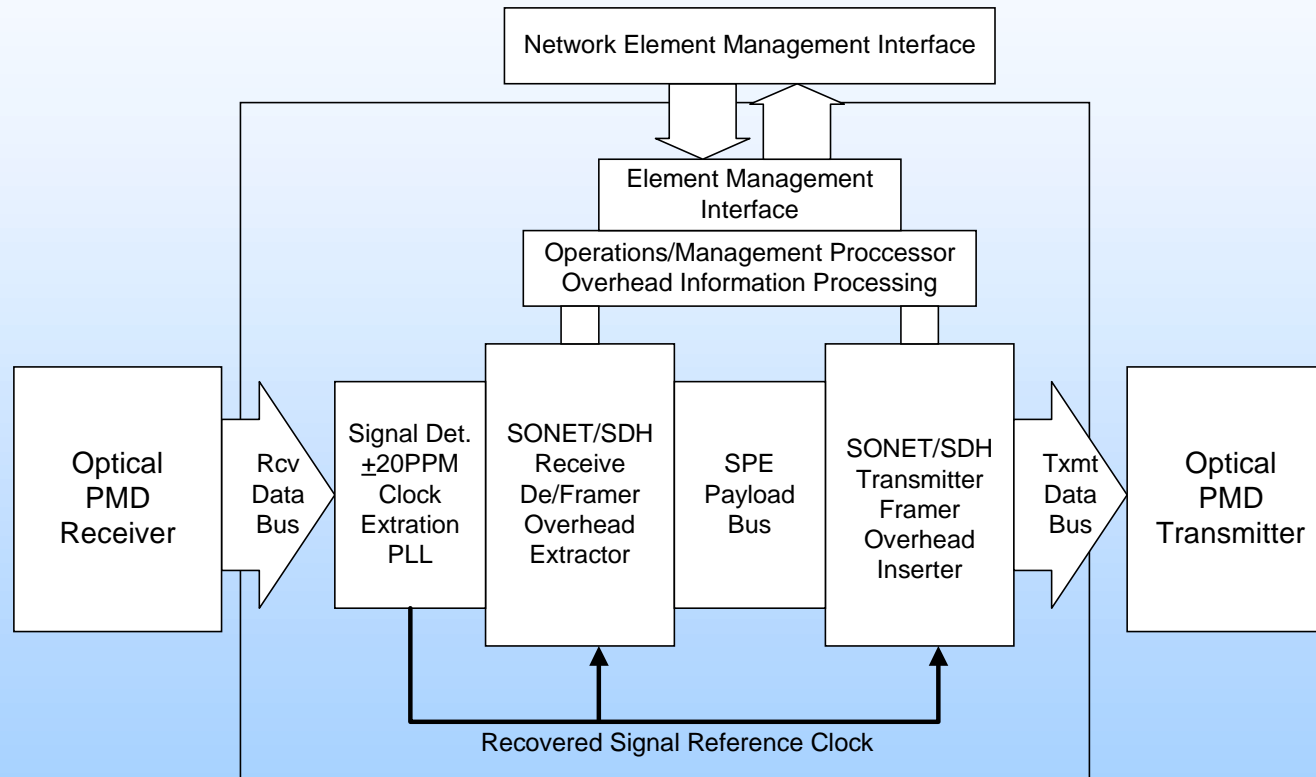 Network Element Management Interface
Element Management
Interface
Operations/Management Proccessor
Overhead Information Processing
Optical
PMD
Receiver
Rcv
Data
Bus
Signal Det.
±20PPM
Clock
Extration
PLL
SONET/SDH
Receive
De/Framer
Overhead
Extractor
SPE
Payload
Bus
SONET/SDH
Transmitter
Framer
Overhead
Inserter
Txmt
Data
Bus
Optical
PMD
Transmitter
Recovered Signal Reference Clock